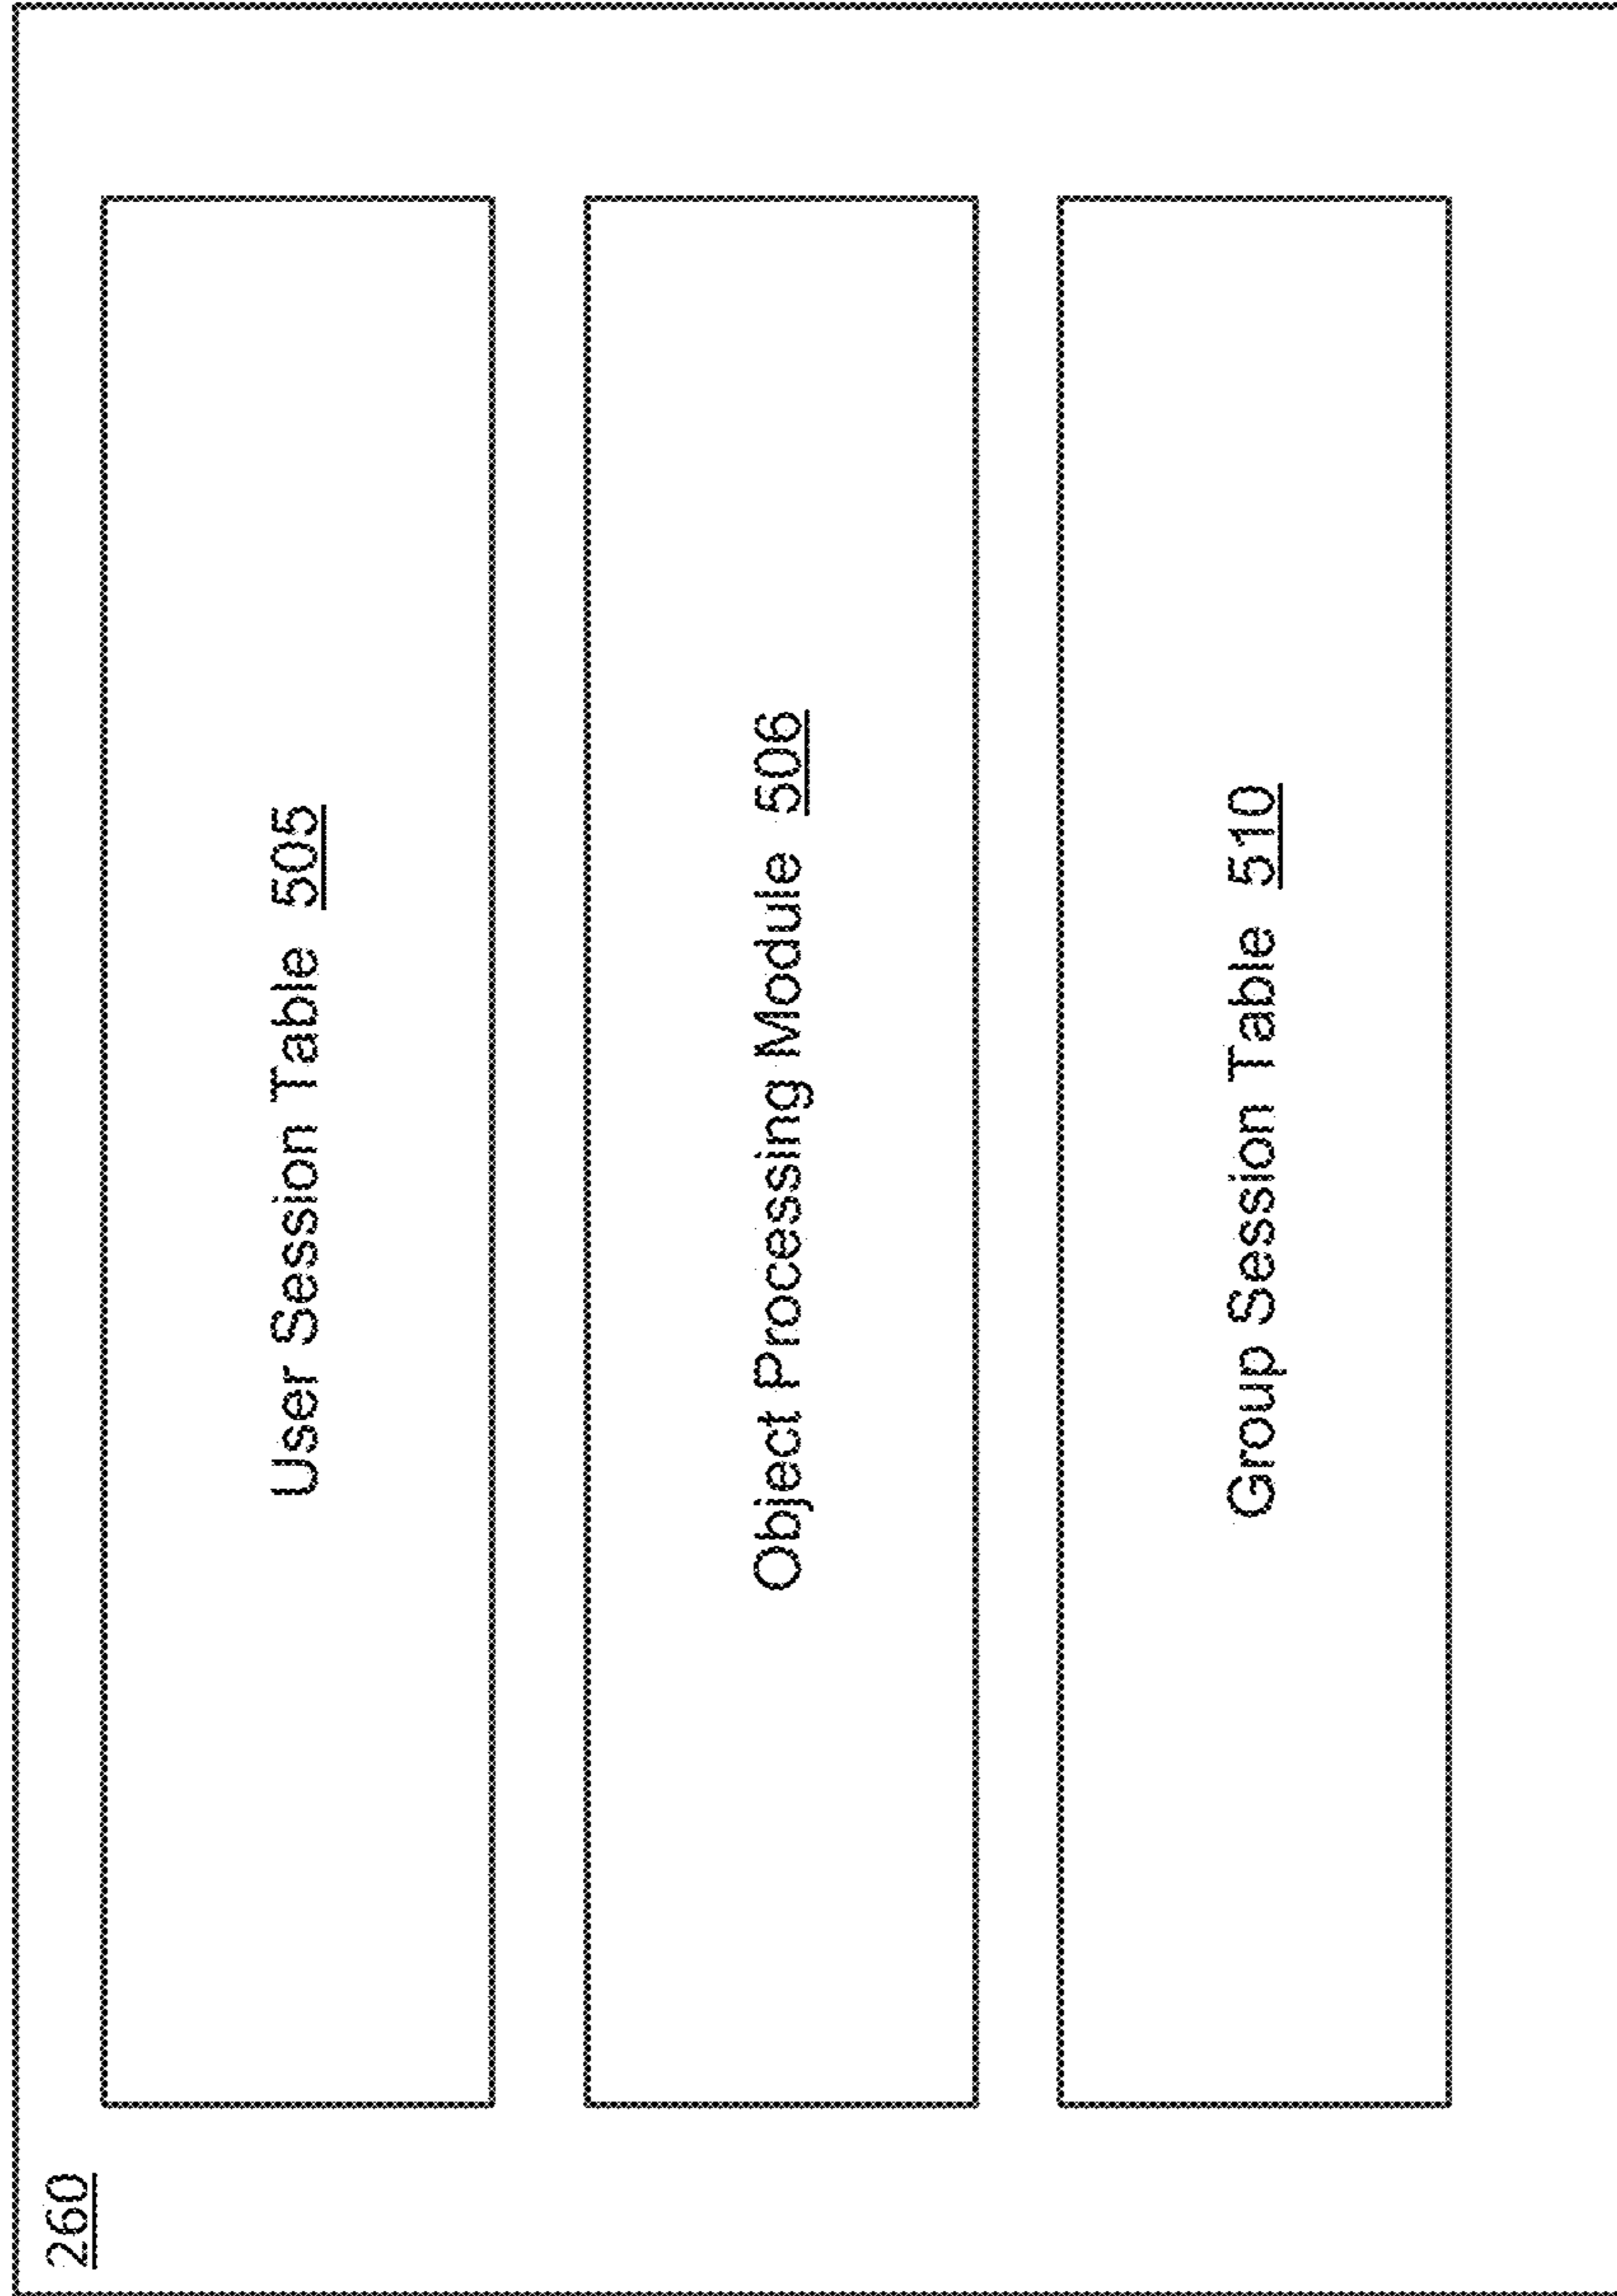 260
User Session Table 505
Object Processing Module 506
Group Session Table 510